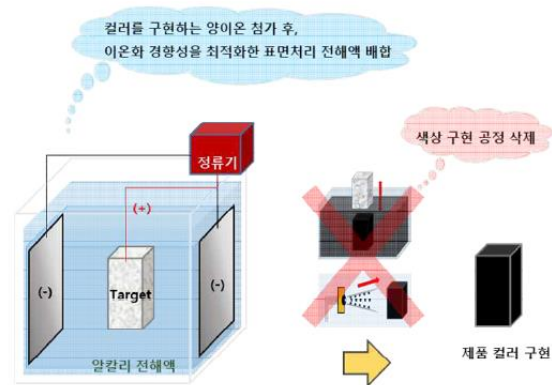 컬러를 구현하는 양이온 첨가 후,
이온화 경향성을 최적화한 표면처리 전해액 배합
정류기
색상 구현 공정 삭제
(+)
(-)
Target
(-)
알칼리 전해액
제품 컬러 구현